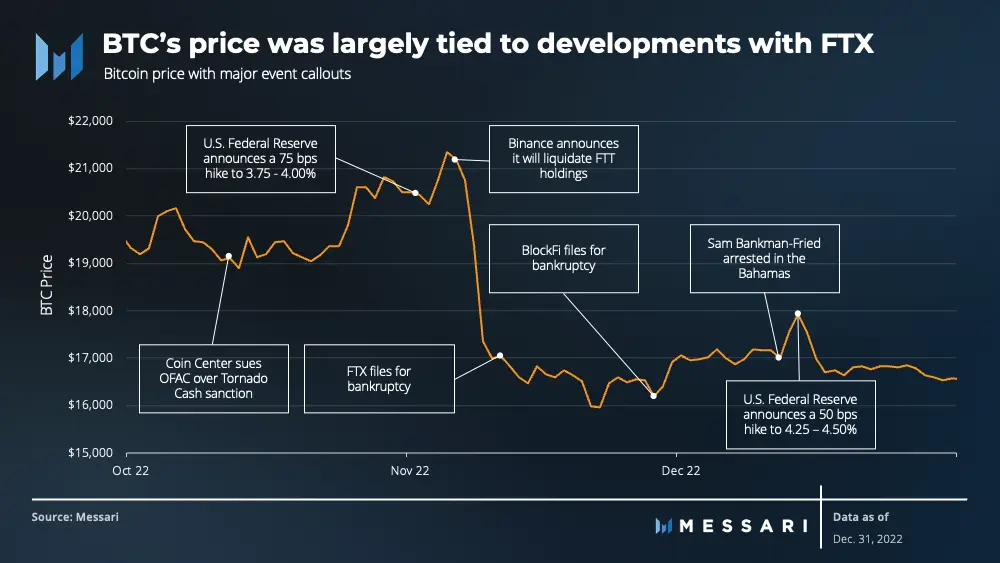 BTC's price was largely tied to developments with FTX
Bitcoin price with major event callouts
BTC Price
$22,000
$21,000
$20,000
$19,000
$18,000
$17,000
$16,000
$15,000
U.S. Federal Reserve
announces a 75 bps
hike to 3.75 - 4.00%
Binance announces
it will liquidate FTT
holdings
BlockFi files for
bankruptcy
Sam Bankman-Fried
arrested in the
Bahamas
Coin Center sues
OFAC over Tornado
Cash sanction
FTX files for
bankruptcy
U.S. Federal Reserve
announces a 50 bps
hike to 4.25 – 4.50%
Oct 22
Nov 22
Dec 22
Source: Messari
MESSARI
Data as of
Dec. 31, 2022